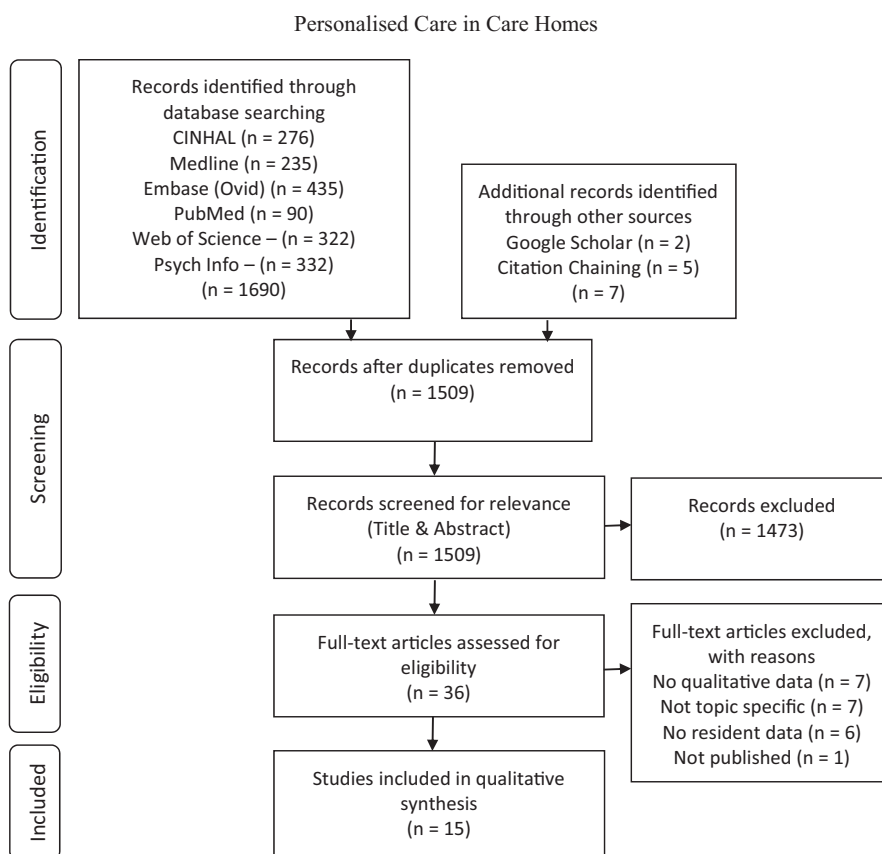 Personalised Care in Care Homes
Identification
Records identified through
database searching
CINHAL (n = 276)
Medline (n = 235)
Embase (Ovid) (n = 435)
PubMed (n = 90)
Web of Science – (n = 322)
Psych Info – (n = 332)
(n = 1690)
Additional records identified
through other sources
Google Scholar (n = 2)
Citation Chaining (n = 5)
(n = 7)
Screening
Records after duplicates removed
(n = 1509)
Records screened for relevance
(Title & Abstract)
(n = 1509)
Records excluded
(n = 1473)
Eligibility
Full-text articles assessed for
eligibility
(n = 36)
Full-text articles excluded,
with reasons
No qualitative data (n = 7)
Not topic specific (n = 7)
No resident data (n = 6)
Not published (n = 1)
Included
Studies included in qualitative
synthesis
(n = 15)